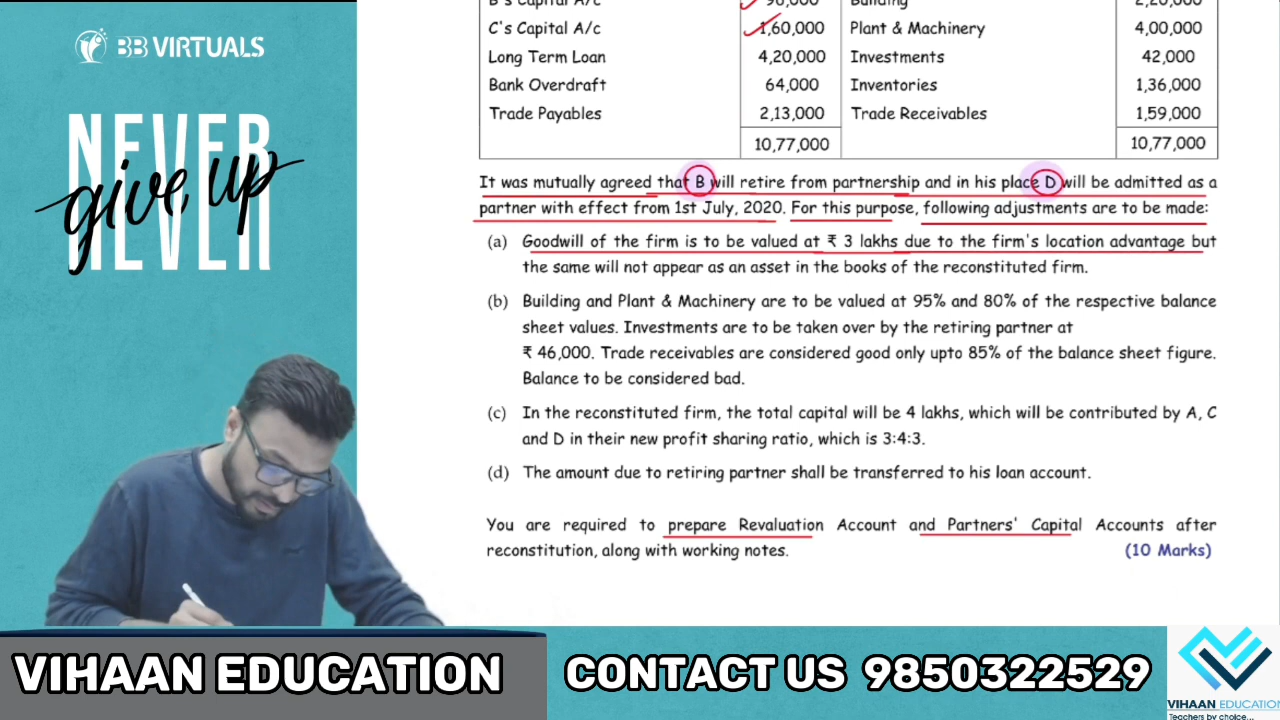 BB VIRTUALS
NEVER
give up
NEVER
C's Capital A/c 1,60,000 Plant & Machinery 4,00,000
Long Term Loan 4,20,000 Investments 42,000
Bank Overdraft 64,000 Inventories 1,36,000
Trade Payables 2,13,000 Trade Receivables 1,59,000
10,77,000 10,77,000
It was mutually agreed that B will retire from partnership and in his place D will be admitted as a
partner with effect from 1st July, 2020. For this purpose, following adjustments are to be made:
(a) Goodwill of the firm is to be valued at ₹ 3 lakhs due to the firm's location advantage but
the same will not appear as an asset in the books of the reconstituted firm.
(b) Building and Plant & Machinery are to be valued at 95% and 80% of the respective balance
sheet values. Investments are to be taken over by the retiring partner at
₹ 46,000. Trade receivables are considered good only upto 85% of the balance sheet figure.
Balance to be considered bad.
(c) In the reconstituted firm, the total capital will be 4 lakhs, which will be contributed by A, C
and D in their new profit sharing ratio, which is 3:4:3.
(d) The amount due to retiring partner shall be transferred to his loan account.
You are required to prepare Revaluation Account and Partners' Capital Accounts after
reconstitution, along with working notes. (10 Marks)
VIHAAN EDUCATION
CONTACT US 9850322529
VIHAAN EDUCATION
Teachers by choice...